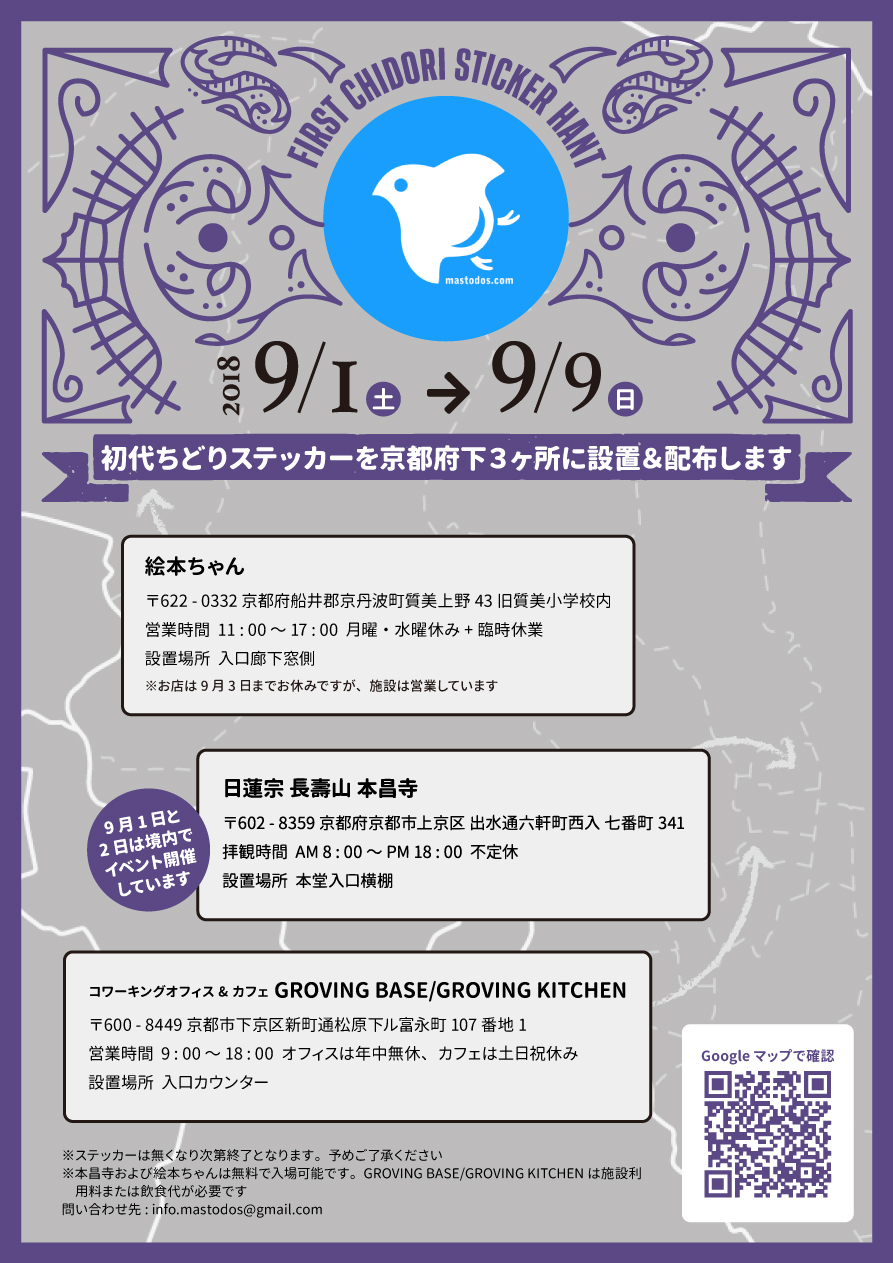 FIRST CHIDORI STICKER HANT
mastodos.com
2018 9/1 土 → 9/9 日
初代ちどりステッカーを京都府下3ヶ所に設置&配布します
絵本ちゃん
〒622 - 0332 京都府船井郡京丹波町質美上野 43 旧質美小学校内
営業時間 11 : 00 〜 17 : 00 月曜・水曜休み + 臨時休業
設置場所 入口廊下窓側
※お店は 9 月 3 日までお休みですが、施設は営業しています
日蓮宗 長壽山 本昌寺
〒602 - 8359 京都府京都市上京区 出水通六軒町西入 七番町 341
拝観時間 AM 8 : 00 〜 PM 18 : 00 不定休
設置場所 本堂入口横棚
9 月 1 日と
2 日は境内で
イベント開催
しています
コワーキングオフィス & カフェ GROVING BASE/GROVING KITCHEN
〒600 - 8449 京都市下京区新町通松原下ル富永町 107 番地 1
営業時間 9 : 00 〜 18 : 00 オフィスは年中無休、カフェは土日祝休み
設置場所 入口カウンター
Google マップで確認
※ステッカーは無くなり次第終了となります。予めご了承ください
※本昌寺および絵本ちゃんは無料で入場可能です。GROVING BASE/GROVING KITCHEN は施設利
用料または飲食代が必要です
問い合わせ先 : info.mastodos@gmail.com